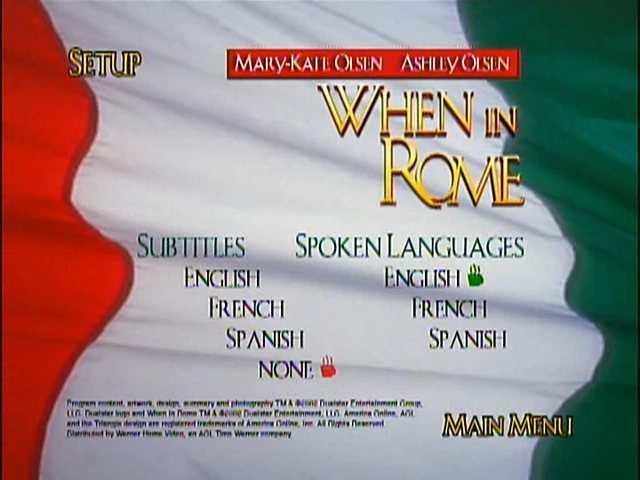 SETUP
MARY-KATE OLSEN ASHLEY OLSEN
WHEN IN
ROME
SUBTITLES SPOKEN LANGUAGES
ENGLISH ENGLISH
FRENCH FRENCH
SPANISH SPANISH
NONE
Program content, artwork, design, summary and photography TM & ©2002 Dualstar Entertainment Group,
LLC. Dualstar logo and When in Rome TM & ©2002 Dualstar Entertainment, LLC. America Online, AOL
and the Triangle design are registered trademarks of America Online, Inc. All Rights Reserved.
Distributed by Warner Home Video, an AOL Time Warner company.
MAIN MENU